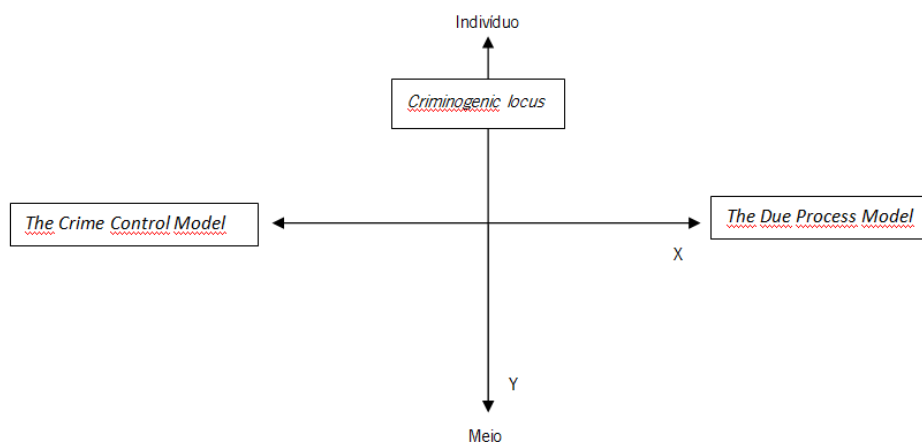 Indivíduo
Criminogenic locus
The Crime Control Model
The Due Process Model
X
Y
Meio